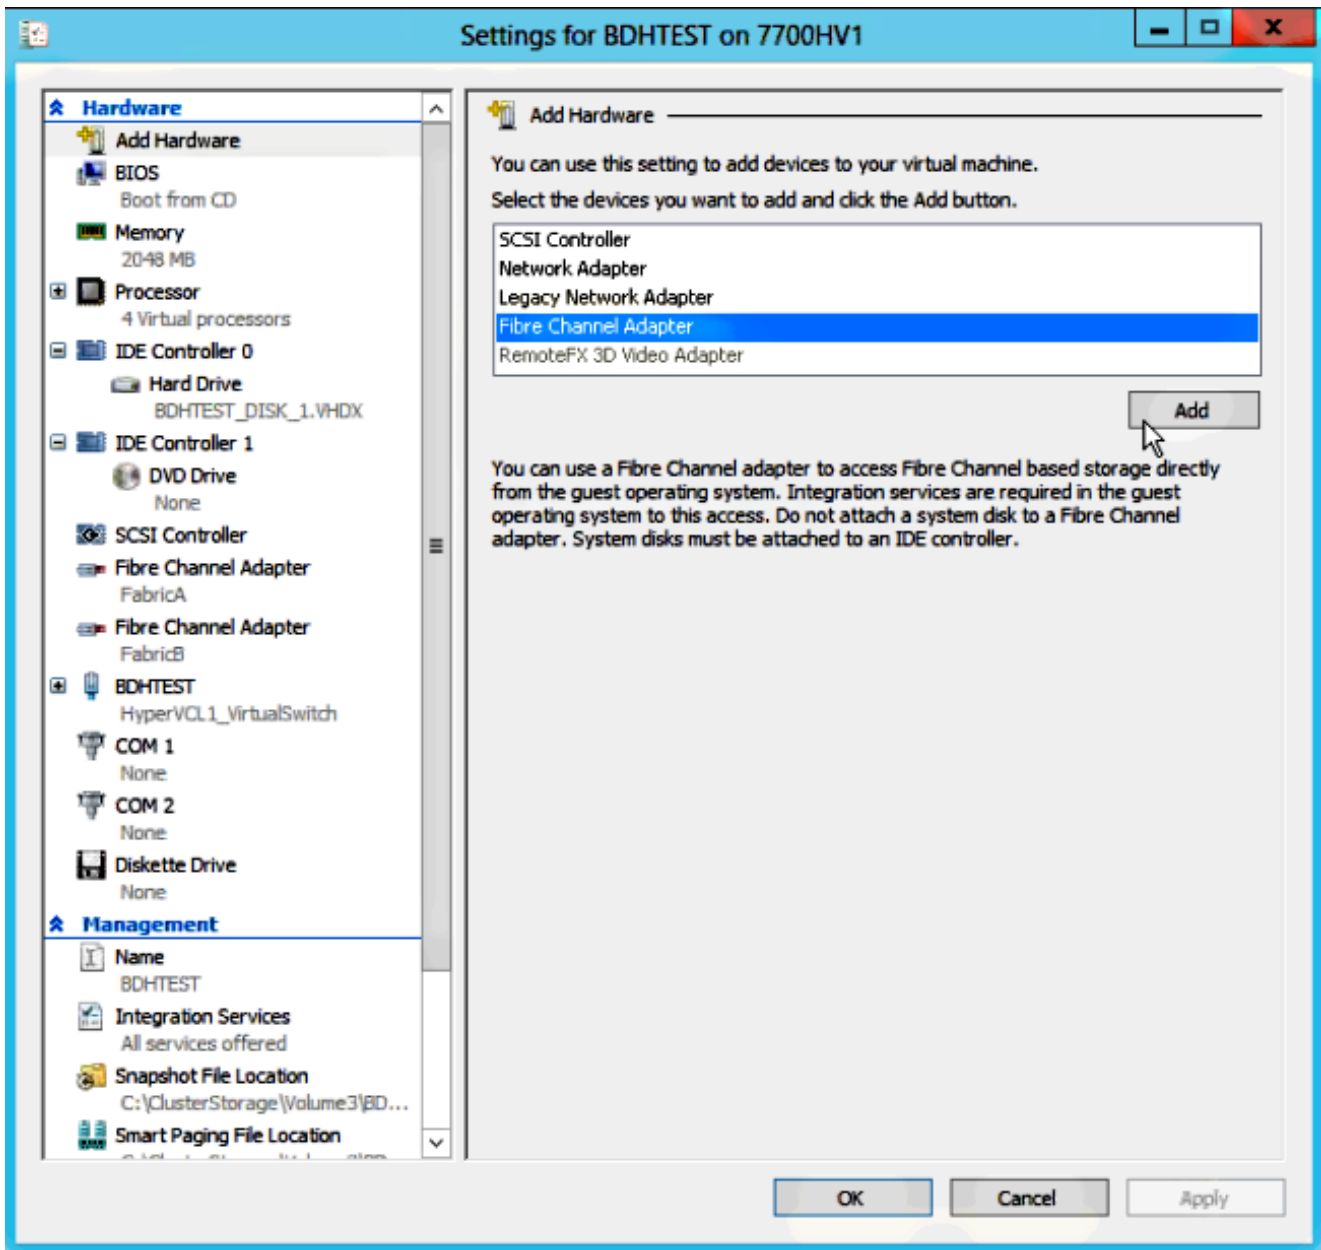 Settings for BDHTEST on 7700HV1
Hardware
Add Hardware
BIOS
Boot from CD
Memory
2048 MB
Processor
4 Virtual processors
IDE Controller 0
Hard Drive
BDHTEST_DISK_1.VHDX
IDE Controller 1
DVD Drive
None
SCSI Controller
Fibre Channel Adapter
FabricA
Fibre Channel Adapter
FabricB
BDHTEST
HyperVCL1_VirtualSwitch
COM 1
None
COM 2
None
Diskette Drive
None
Management
Name
BDHTEST
Integration Services
All services offered
Snapshot File Location
C:\ClusterStorage\Volume3\BD...
Smart Paging File Location
Add Hardware
You can use this setting to add devices to your virtual machine.
Select the devices you want to add and click the Add button.
SCSI Controller
Network Adapter
Legacy Network Adapter
Fibre Channel Adapter
RemoteFX 3D Video Adapter
Add
You can use a Fibre Channel adapter to access Fibre Channel based storage directly
from the guest operating system. Integration services are required in the guest
operating system to this access. Do not attach a system disk to a Fibre Channel
adapter. System disks must be attached to an IDE controller.
OK
Cancel
Apply